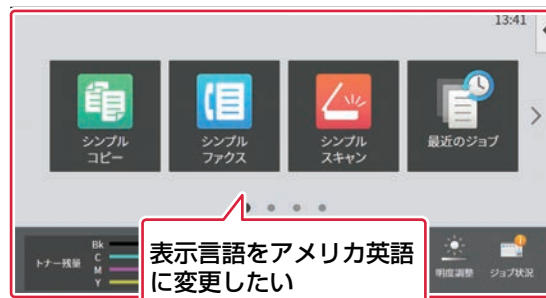 13:41
シンプル
コピー
シンプル
ファクス
シンプル
スキャン
最近のジョブ
トナー残量
Bk
C
M
Y
表示言語をアメリカ英語
に変更したい
明度調整
ジョブ状況